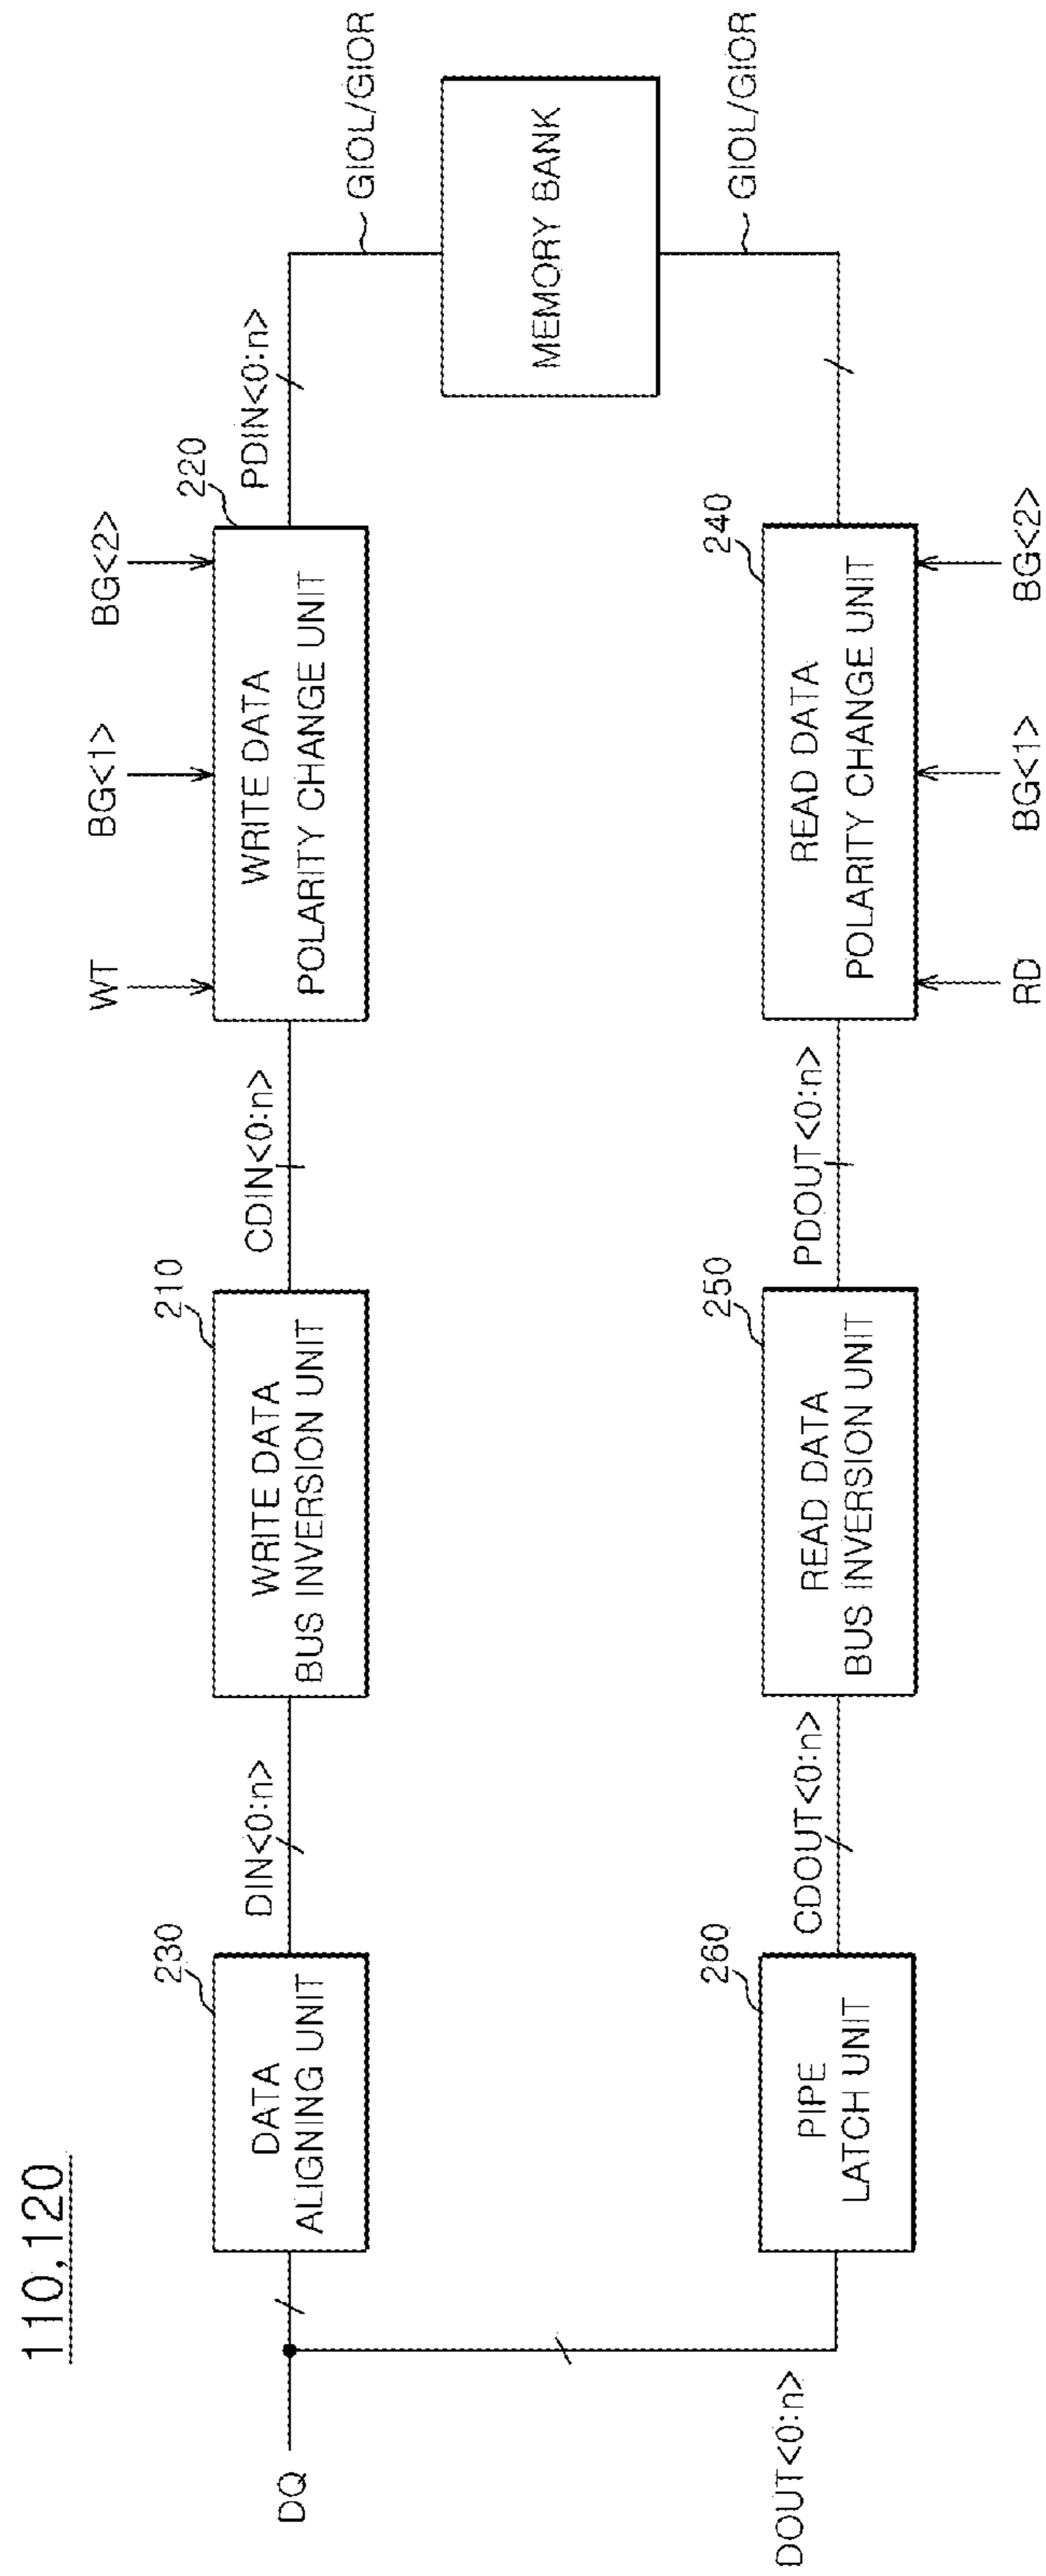 110,120
DQ
DATA
ALIGNING UNIT
230
DIN<0:n>
WRITE DATA
BUS INVERSION UNIT
210
CDIN<0:n>
WT
BG<1>
BG<2>
WRITE DATA
POLARITY CHANGE UNIT
220
PDIN<0:n>
GIOL/GIOR
MEMORY BANK
GIOL/GIOR
DOUT<0:n>
PIPE
LATCH UNIT
260
CDOUT<0:n>
READ DATA
BUS INVERSION UNIT
250
PDOUT<0:n>
READ DATA
POLARITY CHANGE UNIT
240
RD
BG<1>
BG<2>